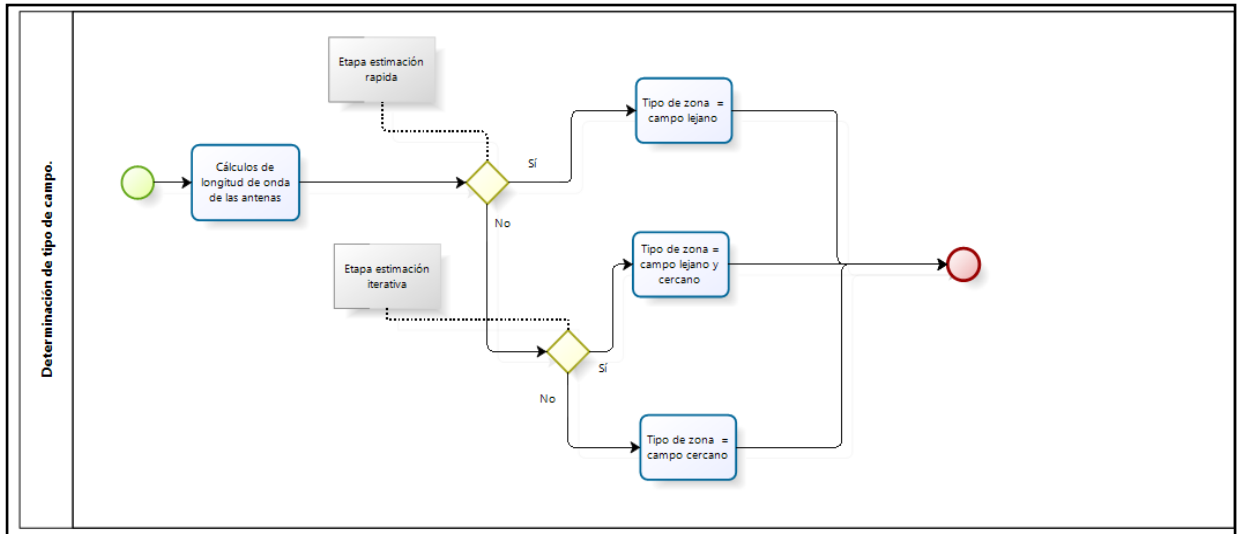 Determinación de tipo de campo.
Etapa estimación
rapida
Cálculos de
longitud de onda
de las antenas
Sí
No
Tipo de zona =
campo lejano
Etapa estimación
iterativa
Tipo de zona =
campo lejano y
cercano
Sí
No
Tipo de zona =
campo cercano